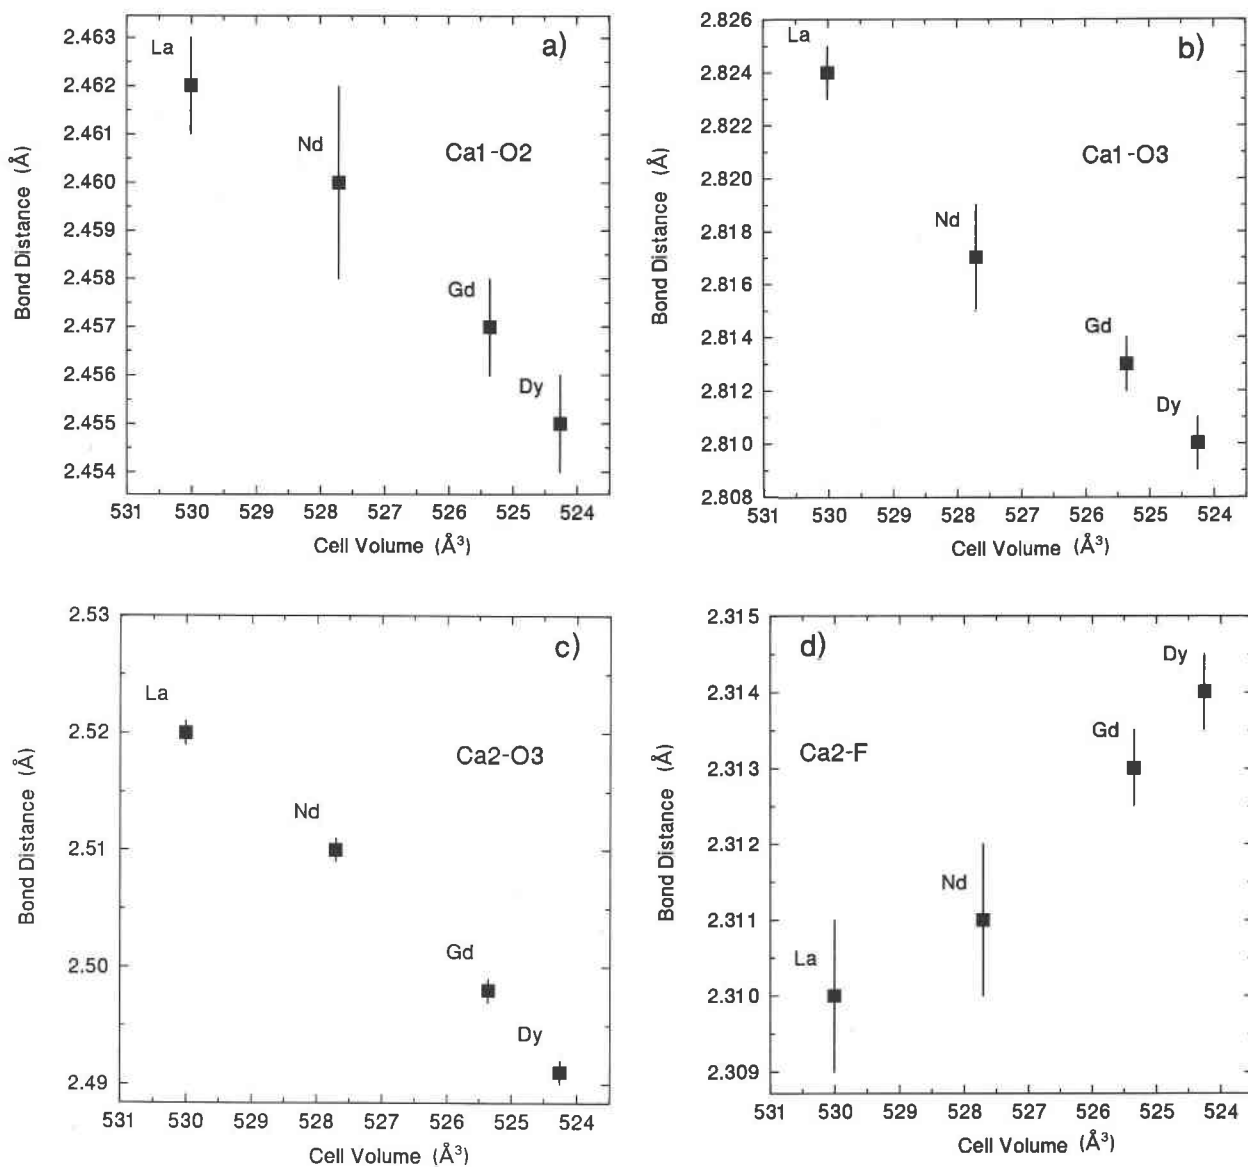 a)
2.463
La
2.462
2.461
Nd
Ca1-O2
2.460
2.459
2.458
Gd
2.457
2.456
Dy
2.455
2.454
531 530 529 528 527 526 525 524
Cell Volume (Å³)
Bond Distance (Å)
b)
2.826
La
2.824
2.822
Ca1-O3
2.820
Nd
2.818
2.816
2.814
Gd
2.812
Dy
2.810
2.808
531 530 529 528 527 526 525 524
Cell Volume (Å³)
Bond Distance (Å)
c)
2.53
La
2.52
Ca2-O3
Nd
2.51
Gd
2.50
Dy
2.49
531 530 529 528 527 526 525 524
Cell Volume (Å³)
Bond Distance (Å)
d)
2.315
Dy
2.314
Gd
Ca2-F
2.313
2.312
Nd
2.311
La
2.310
2.309
531 530 529 528 527 526 525 524
Cell Volume (Å³)
Bond Distance (Å)